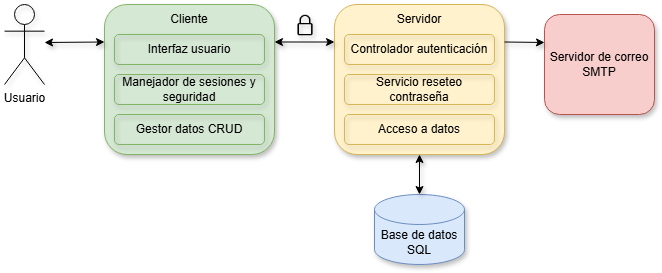 Usuario
Cliente
Interfaz usuario
Manejador de sesiones y
seguridad
Gestor datos CRUD
Servidor
Controlador autenticación
Servicio reseteo
contraseña
Acceso a datos
Servidor de correo
SMTP
Base de datos
SQL